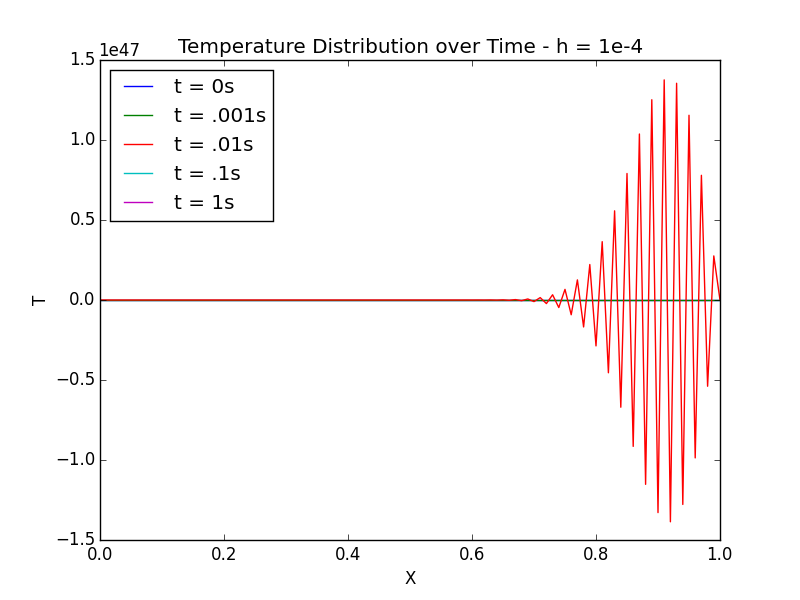 Temperature Distribution over Time - h = 1e-4
1e47
t = 0s
t = .001s
t = .01s
t = .1s
t = 1s
1.5
1.0
0.5
0.0
−0.5
−1.0
−1.5
T
0.0 0.2 0.4 0.6 0.8 1.0
X